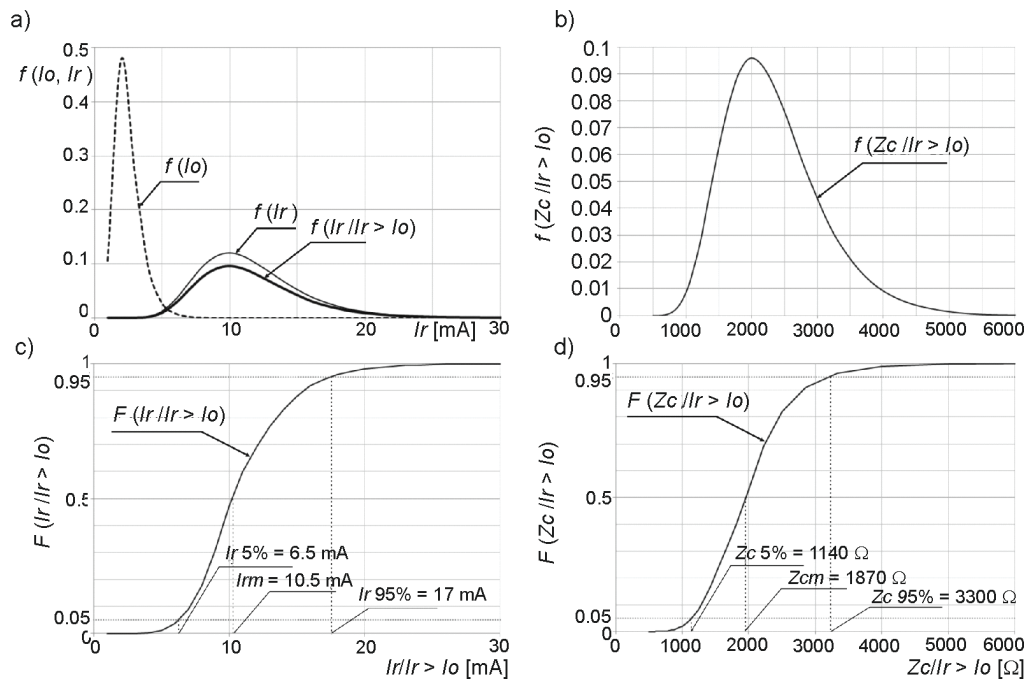 a)
0.5
f (Io, Ir )
0.4
0.3
0.2
0.1
0
f (Io)
f (Ir )
f (Ir /Ir > Io)
10
20
30
Ir [mA]
b)
0.1
0.09
0.08
0.07
0.06
0.05
0.04
0.03
0.02
0.01
0
f (Zc /Ir > Io)
f (Zc /Ir > Io)
0 1000 2000 3000 4000 5000 6000
c)
1
0.95
0.5
0.05
0
F (Ir /Ir > Io)
F (Ir /Ir > Io)
Ir 5% = 6.5 mA
Irm = 10.5 mA
Ir 95% = 17 mA
0 10 20 30
Ir/Ir > Io [mA]
d)
1
0.95
0.5
0.05
0
F (Zc /Ir > Io)
F (Zc /Ir > Io)
Zc 5% = 1140 Ω
Zcm = 1870 Ω
Zc 95% = 3300 Ω
0 1000 2000 3000 4000 5000 6000
Zc/Ir > Io [Ω]